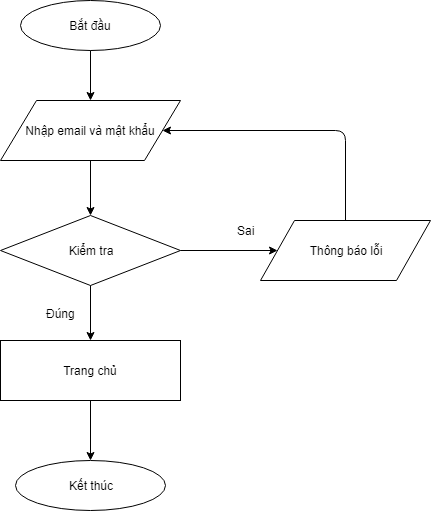 Bắt đầu
Nhập email và mật khẩu
Kiểm tra
Sai
Thông báo lỗi
Đúng
Trang chủ
Kết thúc